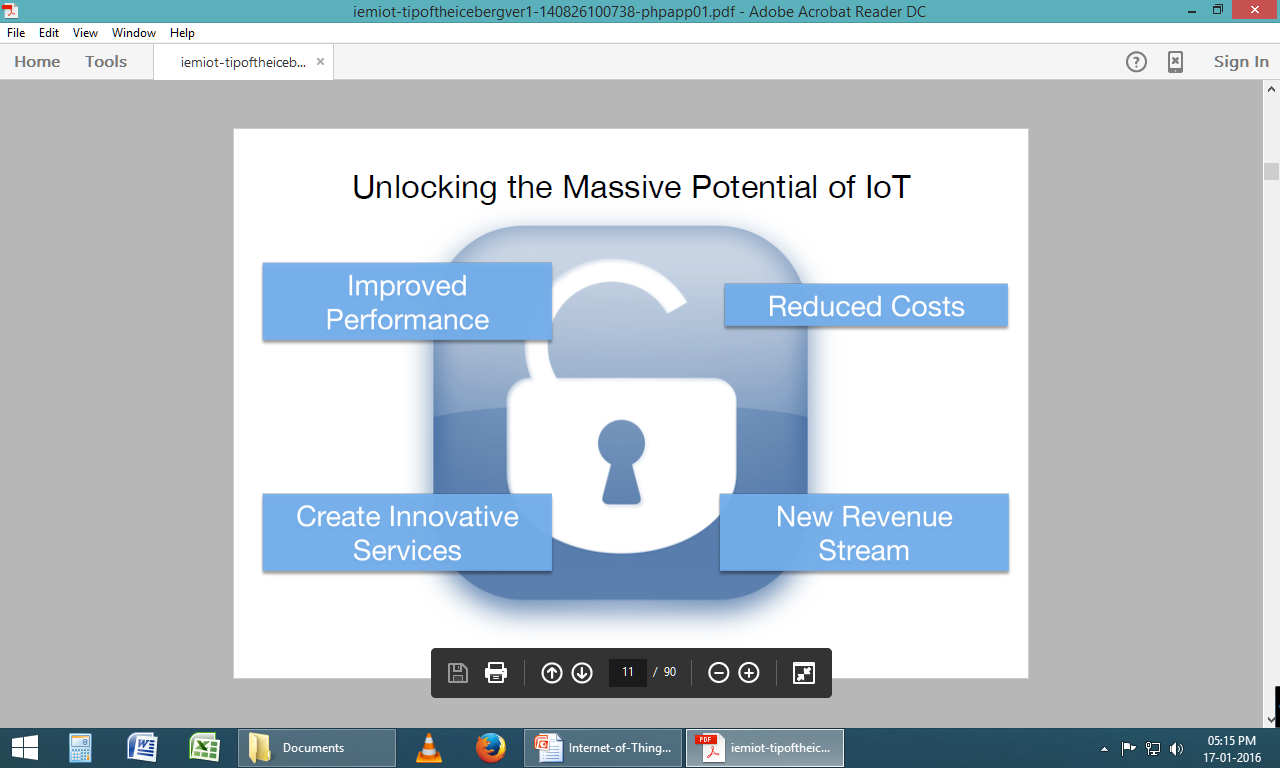 iemiot-tipoftheicebergver1-140826100738-phpapp01.pdf - Adobe Acrobat Reader DC
File Edit View Window Help
Home Tools iemiot-tipoftheiceb... × Sign In
Unlocking the Massive Potential of IoT
Improved
Performance
Reduced Costs
Create Innovative
Services
New Revenue
Stream
11 / 90
Documents Internet-of-Thing... PDF iemiot-tipoftheic... 05:15 PM
17-01-2016